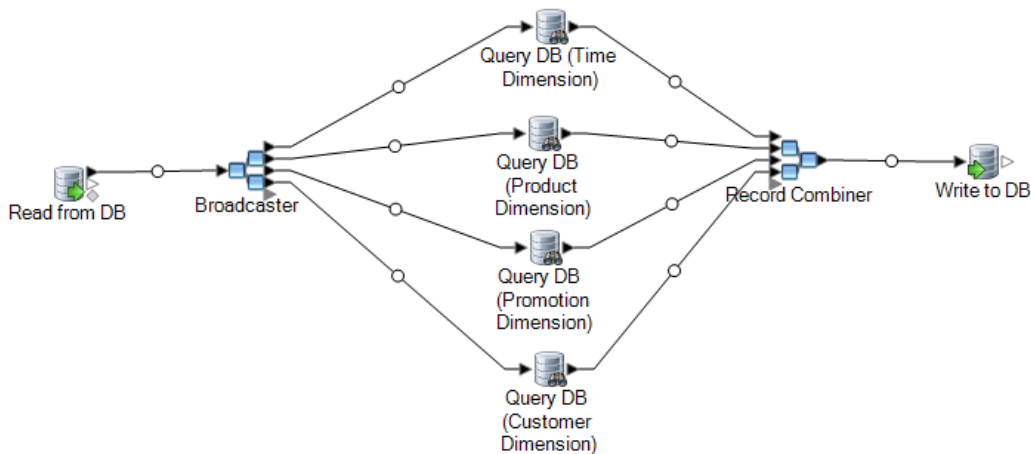 Query DB (Time
Dimension)
Query DB
(Product
Dimension)
Read from DB
Broadcaster
Record Combiner
Write to DB
Query DB
(Promotion
Dimension)
Query DB
(Customer
Dimension)